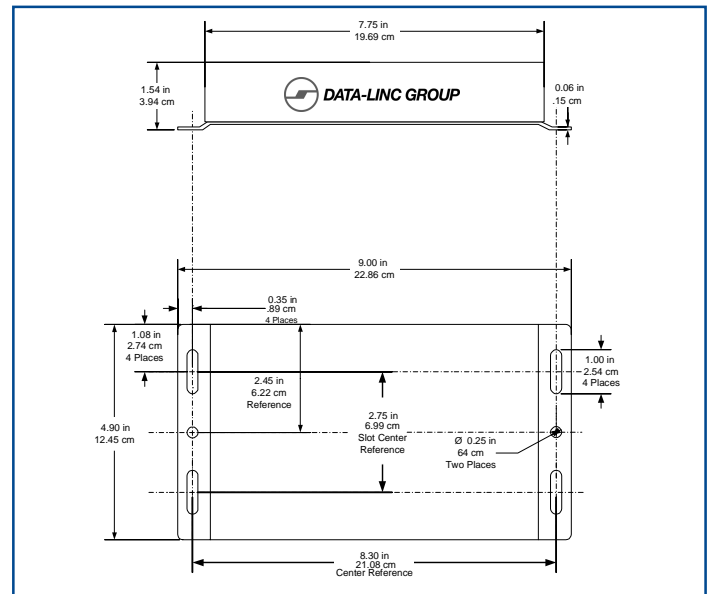 7.75 in
19.69 cm
1.54 in
3.94 cm
DATA-LINC GROUP
0.06 in
.15 cm
9.00 in
22.86 cm
0.35 in
.89 cm
4 Places
1.08 in
2.74 cm
4 Places
1.00 in
2.54 cm
4 Places
2.45 in
6.22 cm
Reference
2.75 in
6.99 cm
Slot Center
Reference
4.90 in
12.45 cm
Ø 0.25 in
64 cm
Two Places
8.30 in
21.08 cm
Center Reference